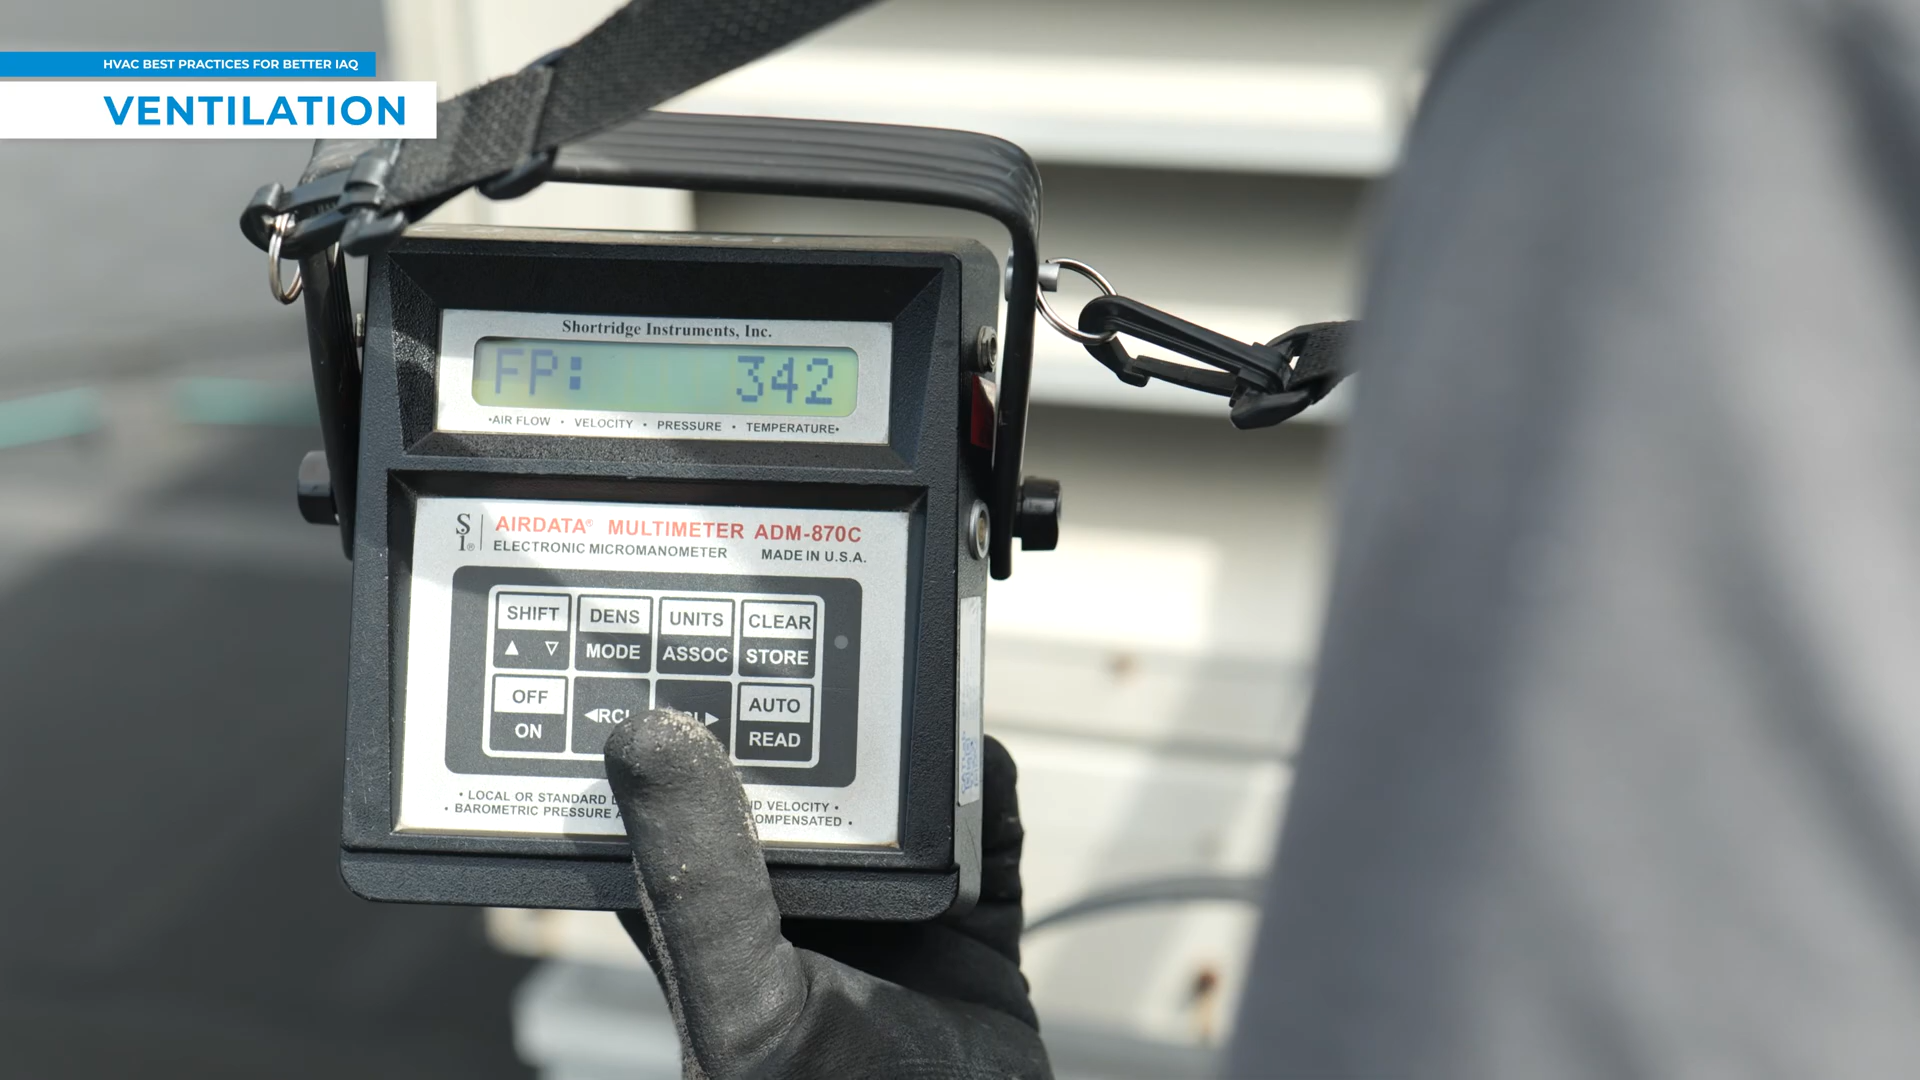 HVAC BEST PRACTICES FOR BETTER IAQ
VENTILATION
Shortridge Instruments, Inc.
FP: 342
•AIR FLOW • VELOCITY • PRESSURE • TEMPERATURE•
S
I®
AIRDATA® MULTIMETER ADM-870C
ELECTRONIC MICROMANOMETER MADE IN U.S.A.
SHIFT DENS UNITS CLEAR
▲ ▽ MODE ASSOC STORE
OFF AUTO
◀RCL ▶
ON READ
• LOCAL OR STANDARD VELOCITY •
• BAROMETRIC PRESSURE